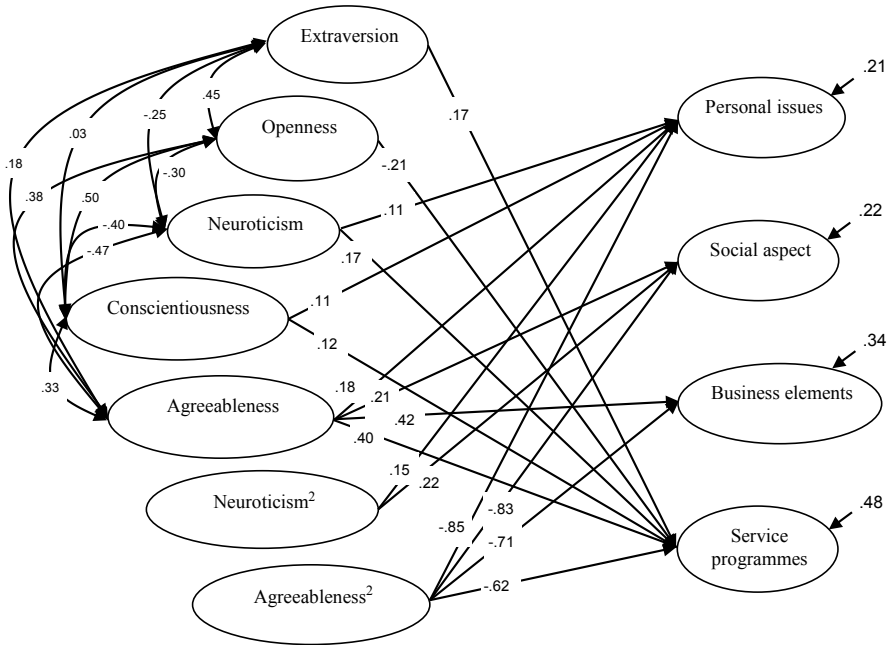 Extraversion
.21
Personal issues
.45
-.25
.03
.17
Openness
.18
.38
-.30
-.21
.50
.22
Social aspect
Neuroticism
.11
-.40
-.47
.17
Conscientiousness
.11
.34
.12
.33
Business elements
Agreeableness
.18
.21
.42
.40
.15
.22
Neuroticism2
.48
-.83
-.85
Service
programmes
-.71
-.62
Agreeableness2